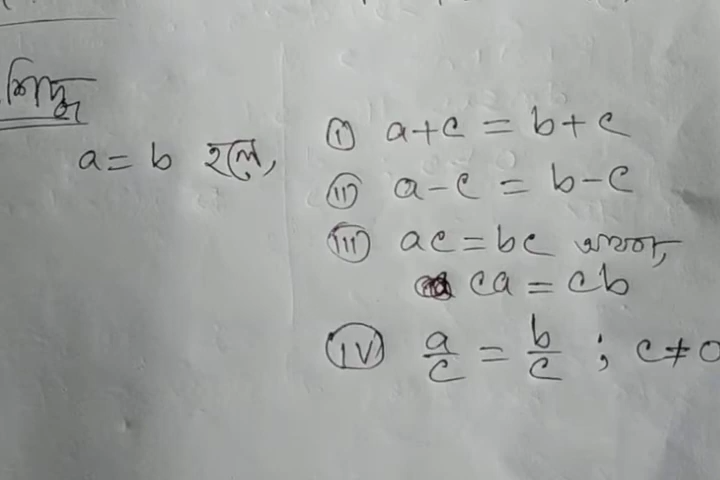 a = b হলে,
(i) a+c = b+c
(ii) a-c = b-c
(iii) ac = bc অথবা,
ca = cb
(iv) a/c = b/c ; c≠0